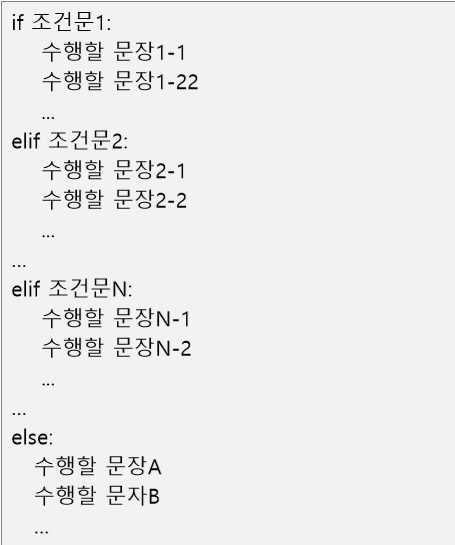 if 조건문1:
수행할 문장1-1
수행할 문장1-22
...
elif 조건문2:
수행할 문장2-1
수행할 문장2-2
...
...
elif 조건문N:
수행할 문장N-1
수행할 문장N-2
...
...
else:
수행할 문장A
수행할 문자B
...